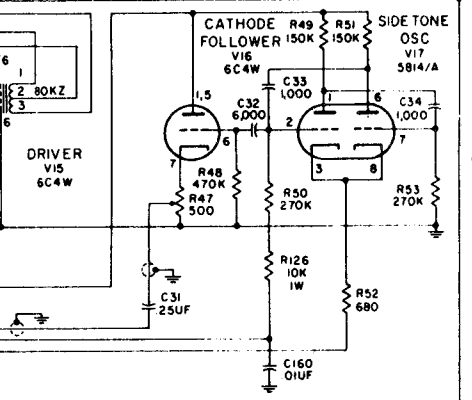 CATHODE
FOLLOWER
V16
6C4W
R49
150K
R51
150K
SIDE TONE
OSC
V17
5814/A
6
1
2 80KZ
3
6
DRIVER
V15
6C4W
1,5
6
7
C32
6,000
C33
1,000
1
6
2
7
3
8
C34
1,000
R48
470K
R47
500
R50
270K
R53
270K
R126
10K
1W
R52
680
C31
.25UF
C160
.01UF